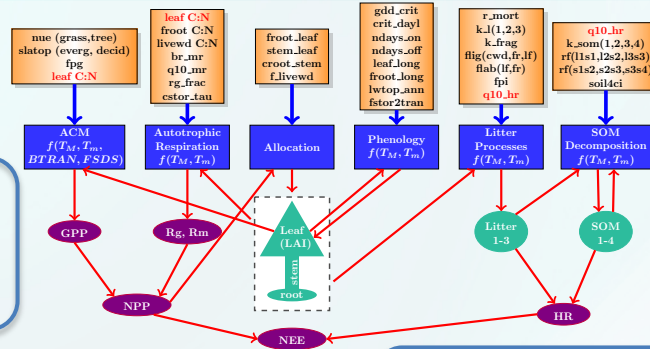 nue (grass,tree)
slatop (everg, decid)
fpg
leaf C:N
leaf C:N
froot C:N
livewd C:N
br_mr
q10_mr
rg_frac
cstor_tau
froot_leaf
stem_leaf
croot_stem
f_livewd
gdd_crit
crit_dayl
ndays_on
ndays_off
leaf_long
froot_long
lwtop_ann
fstor2tran
r_mort
k_l(1,2,3)
k_frag
flig(cwd,fr,lf)
flab(lf,fr)
fpi
q10_hr
q10_hr
k_som(1,2,3,4)
rf(l1s1,l2s2,l3s3)
rf(s1s2,s2s3,s3s4)
soil4ci
ACM
f(T_M, T_m,
BTRAN, FSDS)
Autotrophic
Respiration
f(T_M, T_m)
Allocation
Phenology
f(T_M, T_m)
Litter
Processes
f(T_M, T_m)
SOM
Decomposition
f(T_M, T_m)
GPP
Rg, Rm
Leaf
(LAI)
stem
root
Litter
1-3
SOM
1-4
NPP
HR
NEE